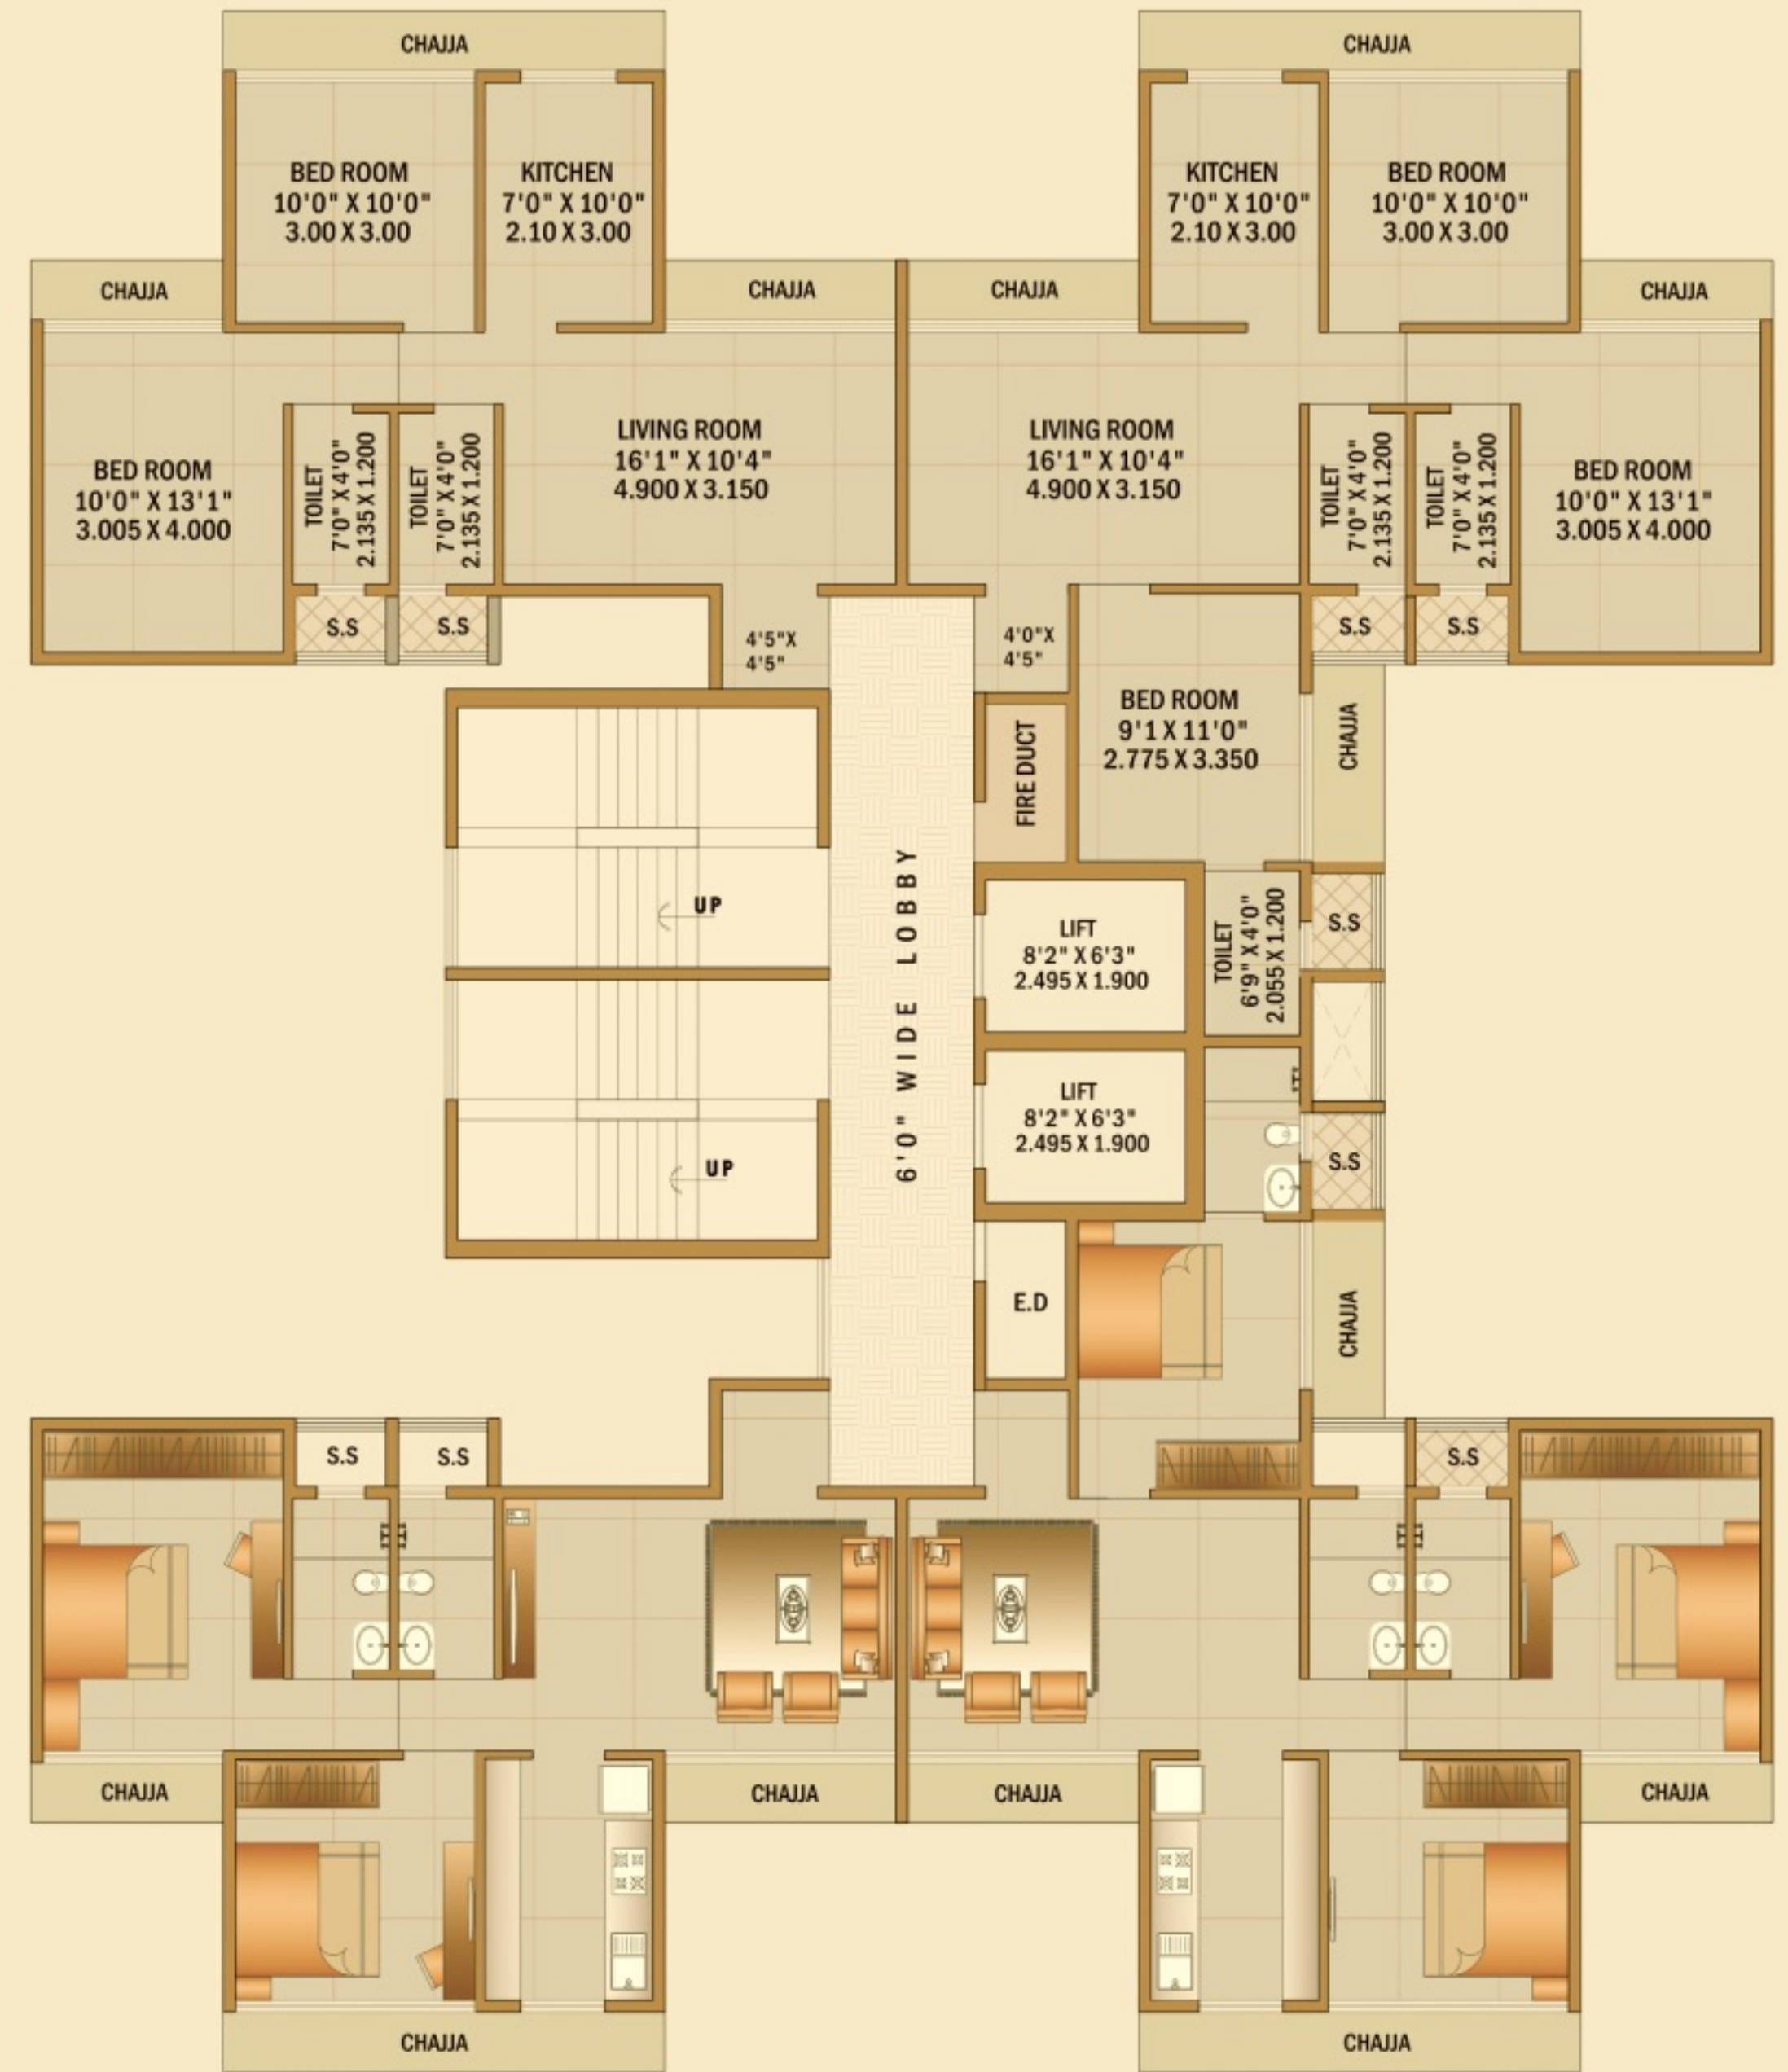 CHAJJA
CHAJJA
BED ROOM
10'0" X 10'0"
3.00 X 3.00
KITCHEN
7'0" X 10'0"
2.10 X 3.00
KITCHEN
7'0" X 10'0"
2.10 X 3.00
BED ROOM
10'0" X 10'0"
3.00 X 3.00
CHAJJA
CHAJJA
CHAJJA
CHAJJA
BED ROOM
10'0" X 13'1"
3.005 X 4.000
TOILET
7'0" X 4'0"
2.135 X 1.200
TOILET
7'0" X 4'0"
2.135 X 1.200
LIVING ROOM
16'1" X 10'4"
4.900 X 3.150
LIVING ROOM
16'1" X 10'4"
4.900 X 3.150
TOILET
7'0" X 4'0"
2.135 X 1.200
TOILET
7'0" X 4'0"
2.135 X 1.200
BED ROOM
10'0" X 13'1"
3.005 X 4.000
S.S
S.S
4'5"X
4'5"
4'0"X
4'5"
S.S
S.S
BED ROOM
9'1 X 11'0"
2.775 X 3.350
CHAJJA
FIRE DUCT
UP
6'0" WIDE LOBBY
LIFT
8'2" X 6'3"
2.495 X 1.900
TOILET
6'9" X 4'0"
2.055 X 1.200
S.S
LIFT
8'2" X 6'3"
2.495 X 1.900
UP
S.S
E.D
CHAJJA
S.S
S.S
S.S
CHAJJA
CHAJJA
CHAJJA
CHAJJA
CHAJJA
CHAJJA